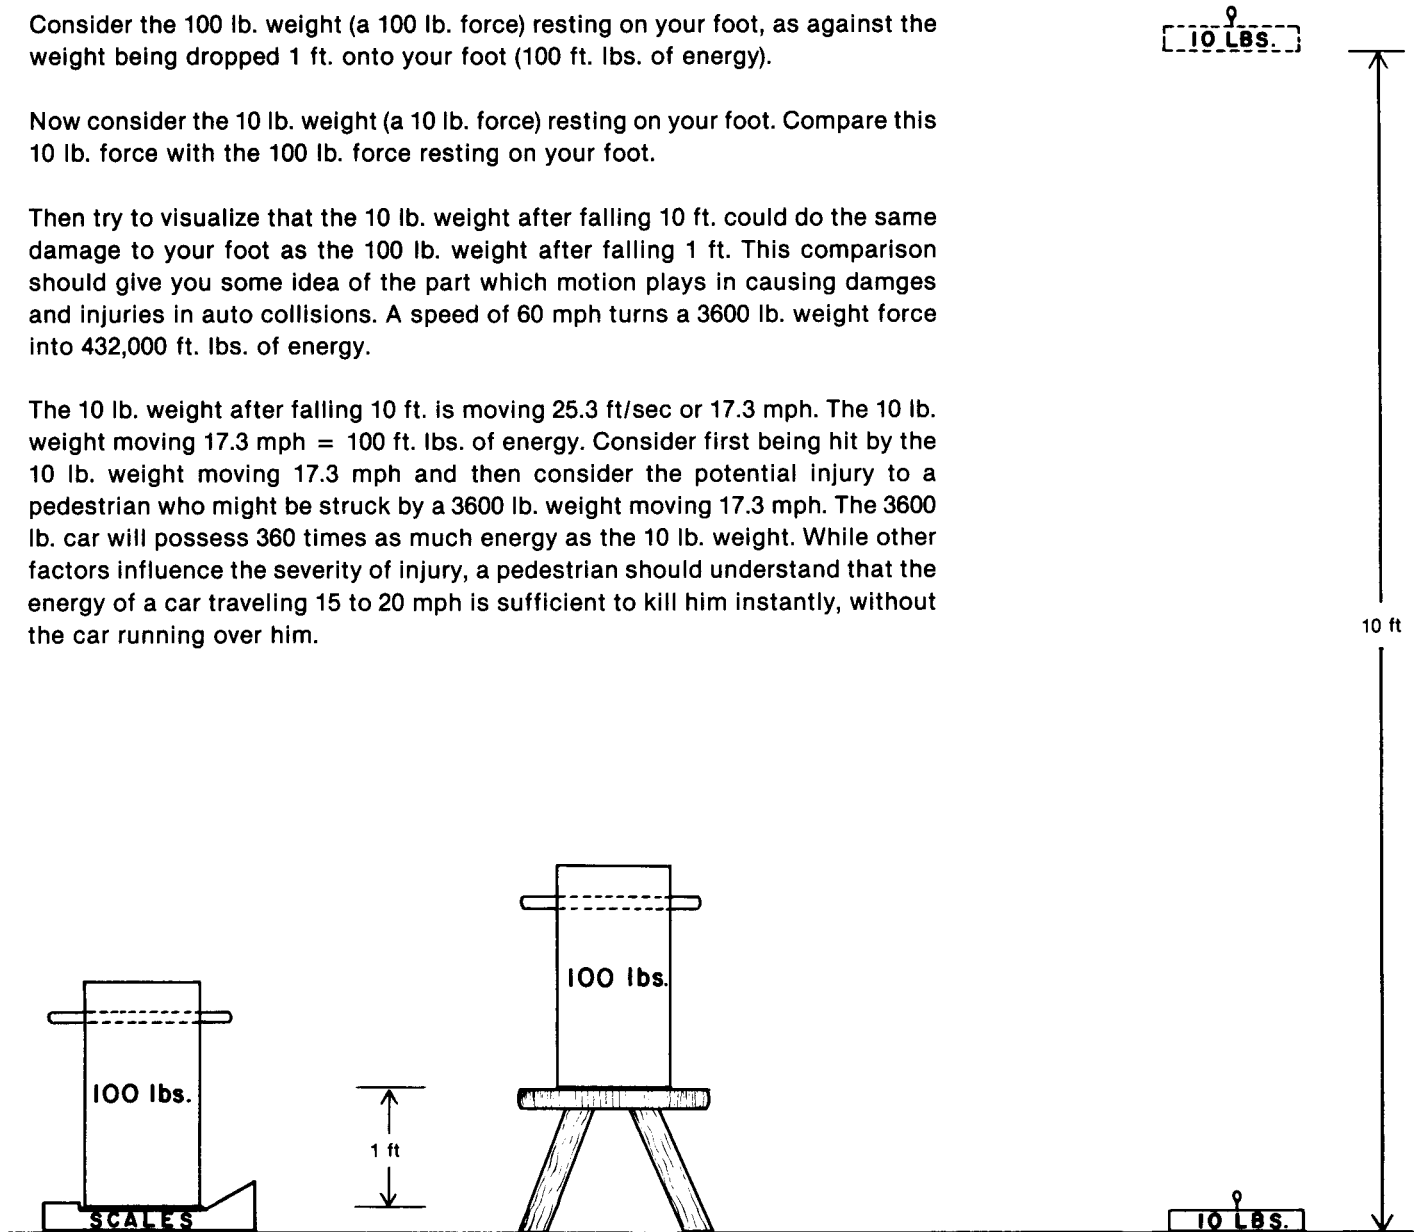 Consider the 100 lb. weight (a 100 lb. force) resting on your foot, as against the
weight being dropped 1 ft. onto your foot (100 ft. lbs. of energy).
Now consider the 10 lb. weight (a 10 lb. force) resting on your foot. Compare this
10 lb. force with the 100 lb. force resting on your foot.
Then try to visualize that the 10 lb. weight after falling 10 ft. could do the same
damage to your foot as the 100 lb. weight after falling 1 ft. This comparison
should give you some idea of the part which motion plays in causing damges
and injuries in auto collisions. A speed of 60 mph turns a 3600 lb. weight force
into 432,000 ft. lbs. of energy.
The 10 lb. weight after falling 10 ft. is moving 25.3 ft/sec or 17.3 mph. The 10 lb.
weight moving 17.3 mph = 100 ft. lbs. of energy. Consider first being hit by the
10 lb. weight moving 17.3 mph and then consider the potential injury to a
pedestrian who might be struck by a 3600 lb. weight moving 17.3 mph. The 3600
lb. car will possess 360 times as much energy as the 10 lb. weight. While other
factors influence the severity of injury, a pedestrian should understand that the
energy of a car traveling 15 to 20 mph is sufficient to kill him instantly, without
the car running over him.
10 LBS.
10 ft
100 lbs.
100 lbs.
1 ft
SCALES
10 LBS.